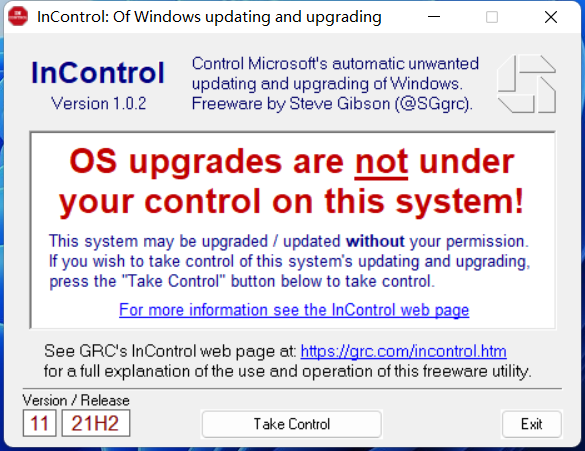 InControl: Of Windows updating and upgrading
InControl
Version 1.0.2
Control Microsoft's automatic unwanted
updating and upgrading of Windows.
Freeware by Steve Gibson (@SGgrc).
OS upgrades are not under
your control on this system!
This system may be upgraded / updated without your permission.
If you wish to take control of this system's updating and upgrading,
press the "Take Control" button below to take control.
For more information see the InControl web page
See GRC's InControl web page at: https://grc.com/incontrol.htm
for a full explanation of the use and operation of this freeware utility.
Version / Release
11 21H2
Take Control
Exit